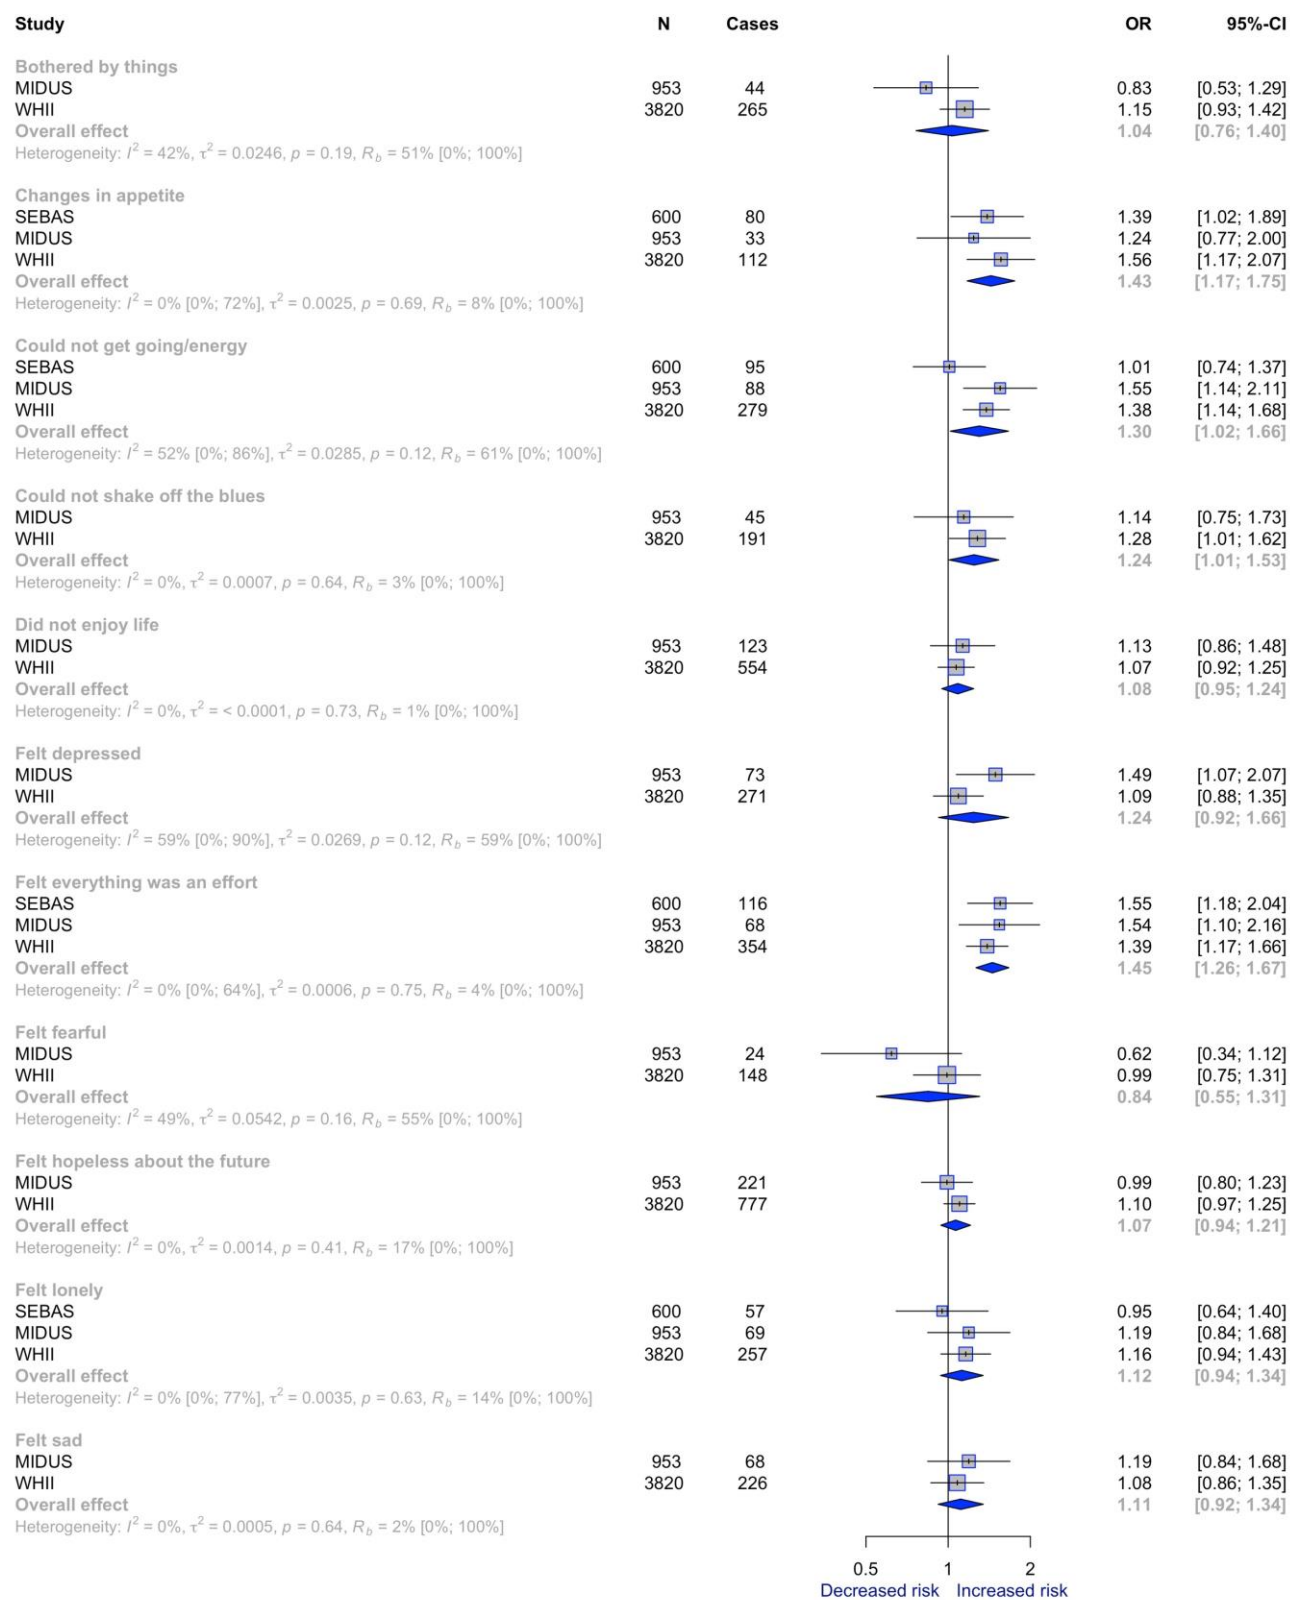 Study N Cases OR 95%-CI
Bothered by things
MIDUS 953 44 0.83 [0.53; 1.29]
WHII 3820 265 1.15 [0.93; 1.42]
Overall effect 1.04 [0.76; 1.40]
Heterogeneity: I² = 42%, τ² = 0.0246, p = 0.19, R_b = 51% [0%; 100%]
Changes in appetite
SEBAS 600 80 1.39 [1.02; 1.89]
MIDUS 953 33 1.24 [0.77; 2.00]
WHII 3820 112 1.56 [1.17; 2.07]
Overall effect 1.43 [1.17; 1.75]
Heterogeneity: I² = 0% [0%; 72%], τ² = 0.0025, p = 0.69, R_b = 8% [0%; 100%]
Could not get going/energy
SEBAS 600 95 1.01 [0.74; 1.37]
MIDUS 953 88 1.55 [1.14; 2.11]
WHII 3820 279 1.38 [1.14; 1.68]
Overall effect 1.30 [1.02; 1.66]
Heterogeneity: I² = 52% [0%; 86%], τ² = 0.0285, p = 0.12, R_b = 61% [0%; 100%]
Could not shake off the blues
MIDUS 953 45 1.14 [0.75; 1.73]
WHII 3820 191 1.28 [1.01; 1.62]
Overall effect 1.24 [1.01; 1.53]
Heterogeneity: I² = 0%, τ² = 0.0007, p = 0.64, R_b = 3% [0%; 100%]
Did not enjoy life
MIDUS 953 123 1.13 [0.86; 1.48]
WHII 3820 554 1.07 [0.92; 1.25]
Overall effect 1.08 [0.95; 1.24]
Heterogeneity: I² = 0%, τ² = < 0.0001, p = 0.73, R_b = 1% [0%; 100%]
Felt depressed
MIDUS 953 73 1.49 [1.07; 2.07]
WHII 3820 271 1.09 [0.88; 1.35]
Overall effect 1.24 [0.92; 1.66]
Heterogeneity: I² = 59% [0%; 90%], τ² = 0.0269, p = 0.12, R_b = 59% [0%; 100%]
Felt everything was an effort
SEBAS 600 116 1.55 [1.18; 2.04]
MIDUS 953 68 1.54 [1.10; 2.16]
WHII 3820 354 1.39 [1.17; 1.66]
Overall effect 1.45 [1.26; 1.67]
Heterogeneity: I² = 0% [0%; 64%], τ² = 0.0006, p = 0.75, R_b = 4% [0%; 100%]
Felt fearful
MIDUS 953 24 0.62 [0.34; 1.12]
WHII 3820 148 0.99 [0.75; 1.31]
Overall effect 0.84 [0.55; 1.31]
Heterogeneity: I² = 49%, τ² = 0.0542, p = 0.16, R_b = 55% [0%; 100%]
Felt hopeless about the future
MIDUS 953 221 0.99 [0.80; 1.23]
WHII 3820 777 1.10 [0.97; 1.25]
Overall effect 1.07 [0.94; 1.21]
Heterogeneity: I² = 0%, τ² = 0.0014, p = 0.41, R_b = 17% [0%; 100%]
Felt lonely
SEBAS 600 57 0.95 [0.64; 1.40]
MIDUS 953 69 1.19 [0.84; 1.68]
WHII 3820 257 1.16 [0.94; 1.43]
Overall effect 1.12 [0.94; 1.34]
Heterogeneity: I² = 0% [0%; 77%], τ² = 0.0035, p = 0.63, R_b = 14% [0%; 100%]
Felt sad
MIDUS 953 68 1.19 [0.84; 1.68]
WHII 3820 226 1.08 [0.86; 1.35]
Overall effect 1.11 [0.92; 1.34]
Heterogeneity: I² = 0%, τ² = 0.0005, p = 0.64, R_b = 2% [0%; 100%]
0.5 1 2
Decreased risk Increased risk